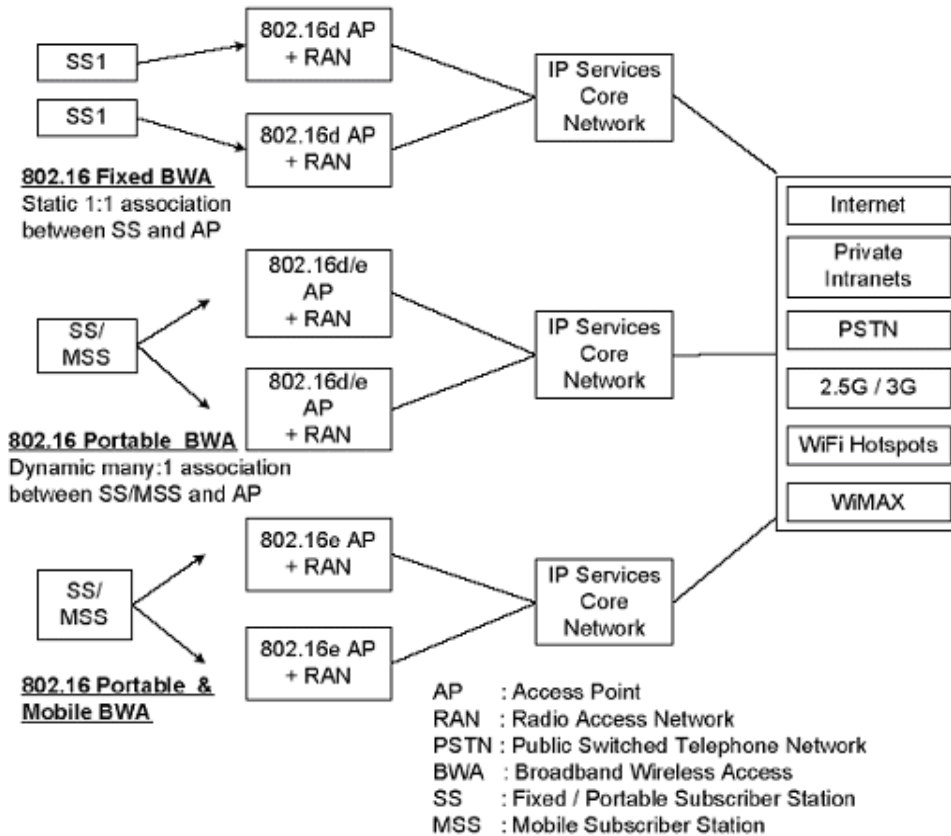 SS1
802.16d AP
+ RAN
SS1
802.16d AP
+ RAN
IP Services
Core
Network
802.16 Fixed BWA
Static 1:1 association
between SS and AP
SS/
MSS
802.16d/e
AP
+ RAN
802.16d/e
AP
+ RAN
IP Services
Core
Network
802.16 Portable BWA
Dynamic many:1 association
between SS/MSS and AP
SS/
MSS
802.16e AP
+ RAN
802.16e AP
+ RAN
IP Services
Core
Network
802.16 Portable &
Mobile BWA
Internet
Private
Intranets
PSTN
2.5G / 3G
WiFi Hotspots
WiMAX
AP : Access Point
RAN : Radio Access Network
PSTN : Public Switched Telephone Network
BWA : Broadband Wireless Access
SS : Fixed / Portable Subscriber Station
MSS : Mobile Subscriber Station